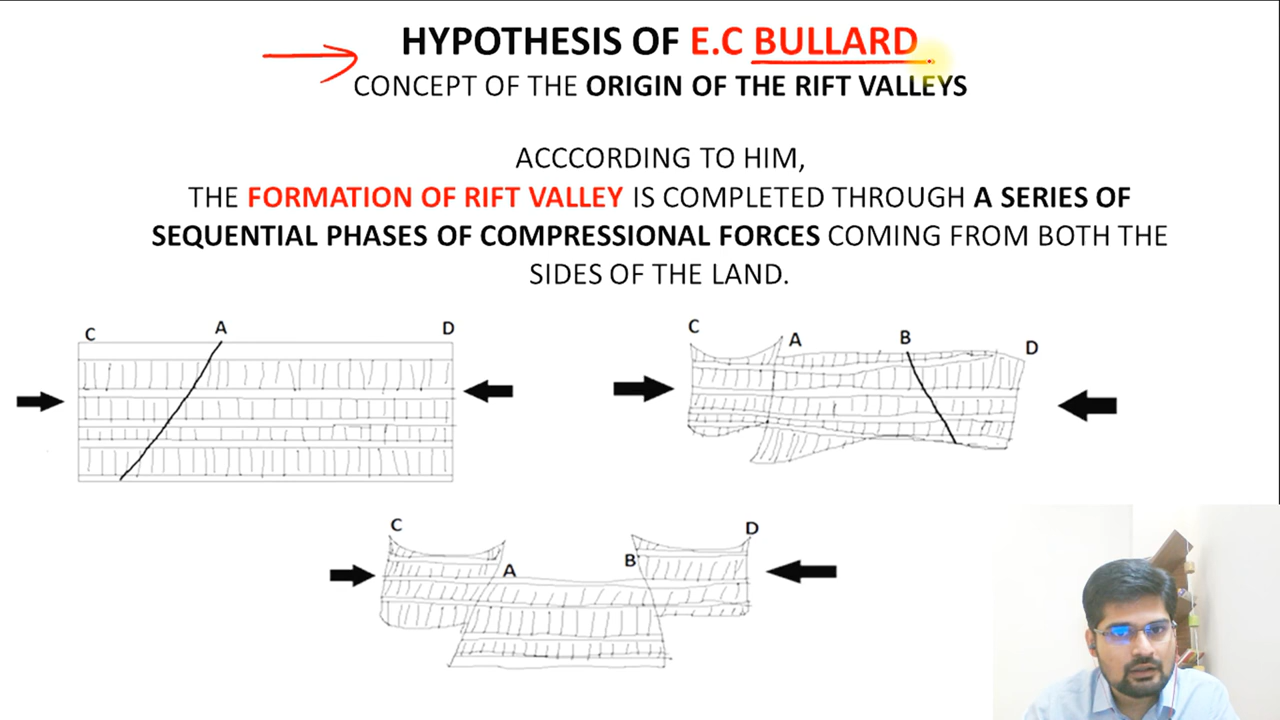 HYPOTHESIS OF E.C BULLARD
CONCEPT OF THE ORIGIN OF THE RIFT VALLEYS
ACCCORDING TO HIM,
THE FORMATION OF RIFT VALLEY IS COMPLETED THROUGH A SERIES OF
SEQUENTIAL PHASES OF COMPRESSIONAL FORCES COMING FROM BOTH THE
SIDES OF THE LAND.
C A D
C A B D
C A B D